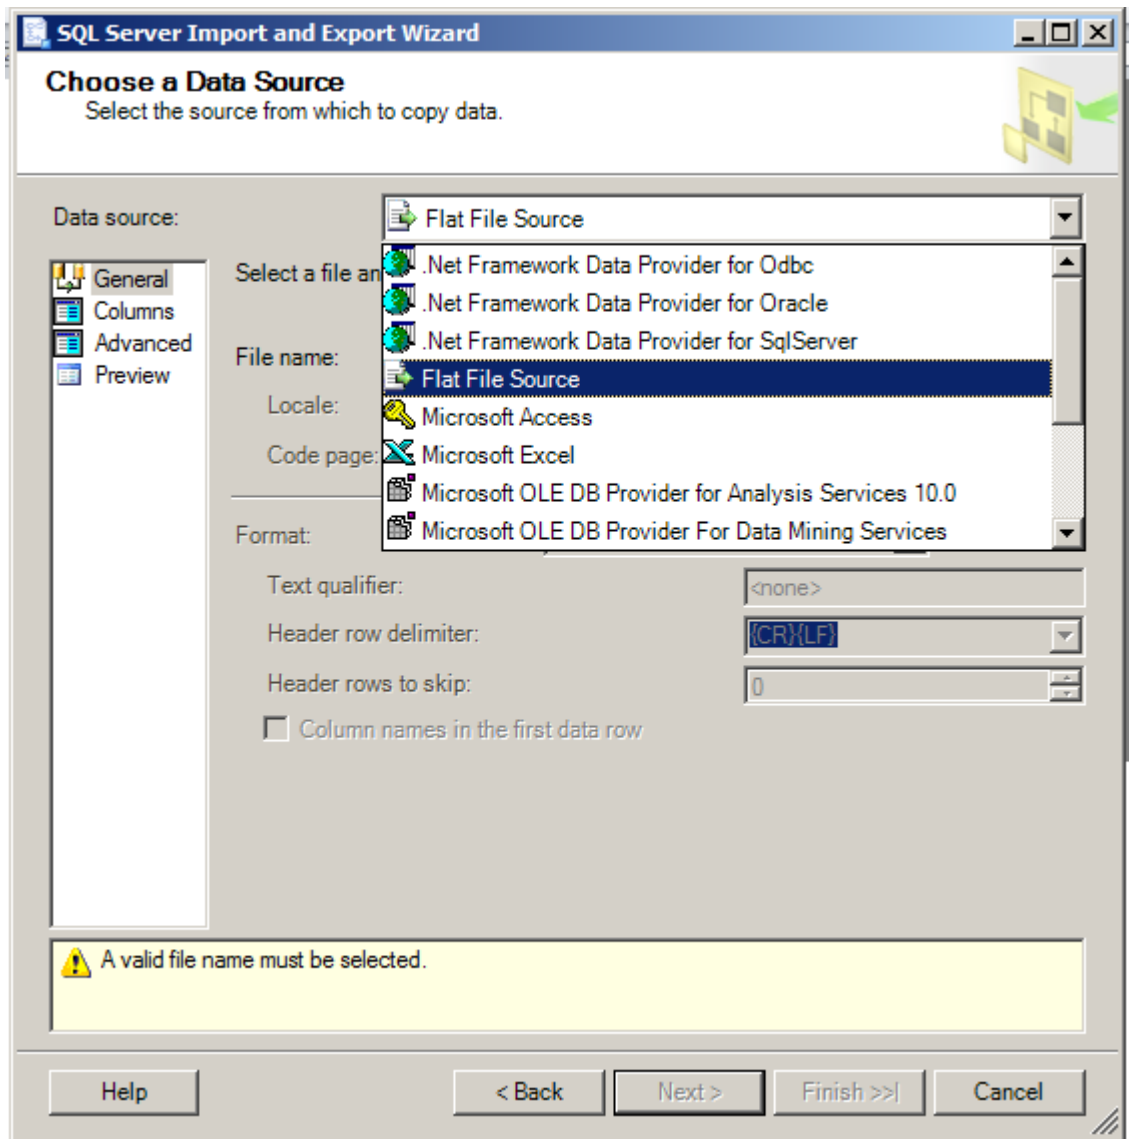 SQL Server Import and Export Wizard
Choose a Data Source
Select the source from which to copy data.
Data source:
Flat File Source
General
Columns
Advanced
Preview
Select a file an
.Net Framework Data Provider for Odbc
.Net Framework Data Provider for Oracle
.Net Framework Data Provider for SqlServer
File name:
Flat File Source
Locale:
Microsoft Access
Code page:
Microsoft Excel
Microsoft OLE DB Provider for Analysis Services 10.0
Microsoft OLE DB Provider For Data Mining Services
Format:
Text qualifier:
<none>
Header row delimiter:
{CR}{LF}
Header rows to skip:
0
Column names in the first data row
A valid file name must be selected.
Help
< Back
Next >
Finish >>|
Cancel